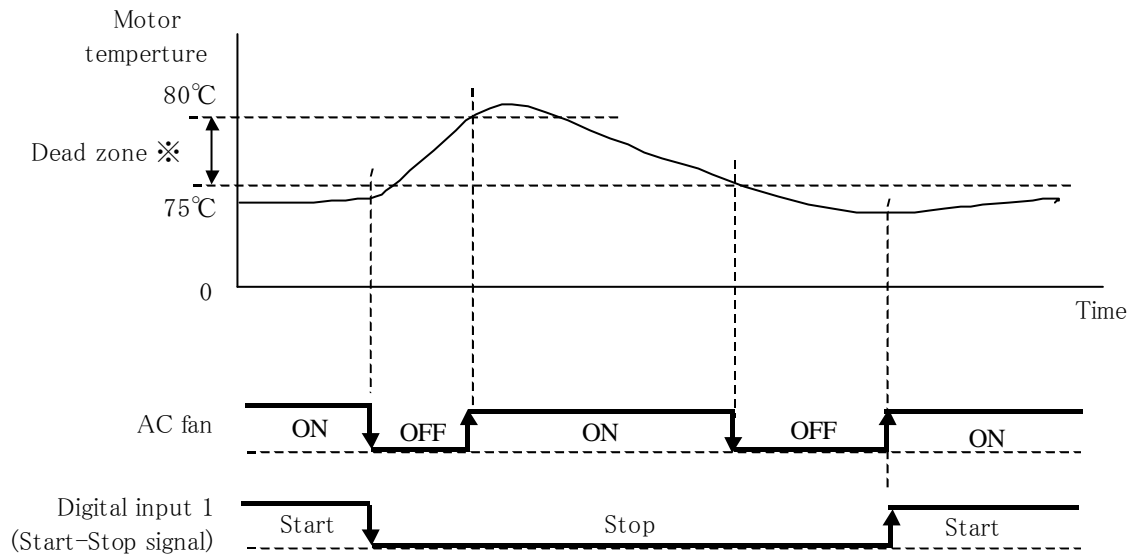 Motor
temperture
80℃
Dead zone ※
75℃
0
Time
AC fan
ON
OFF
ON
OFF
ON
Digital input 1
(Start-Stop signal)
Start
Stop
Start